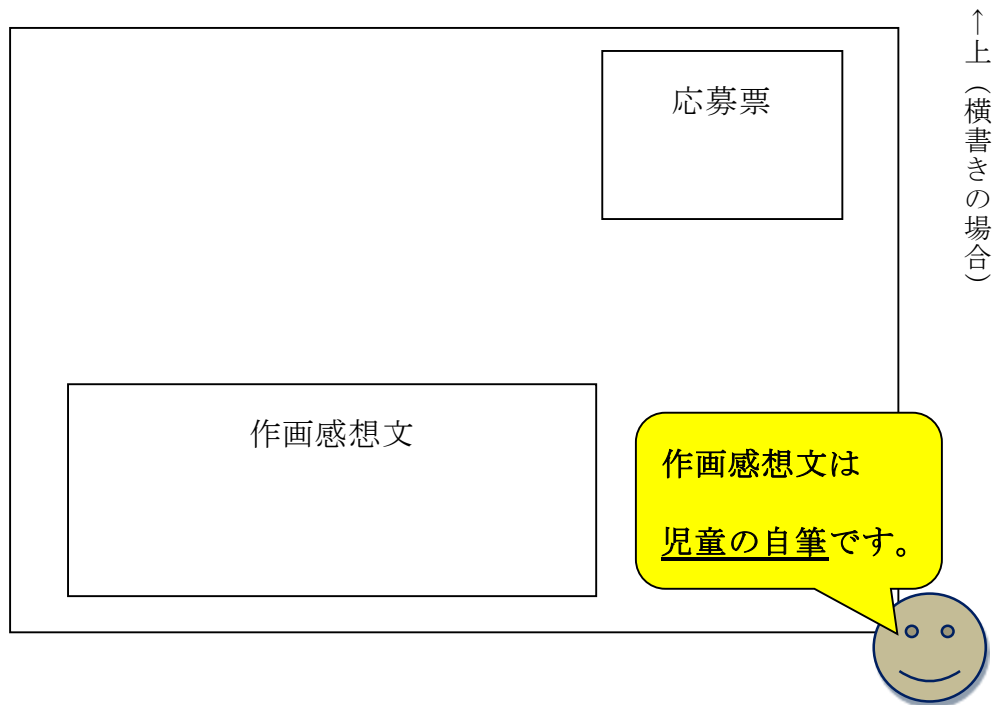 ↑上（横書きの場合）
応募票
作画感想文
作画感想文は
児童の自筆です。